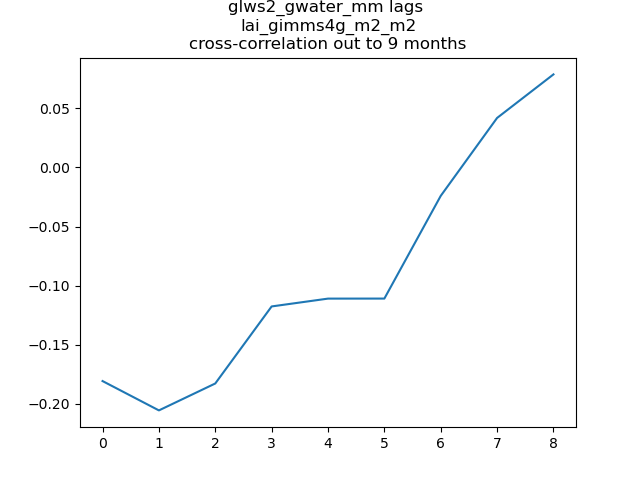 glws2_gwater_mm lags
lai_gimms4g_m2_m2
cross-correlation out to 9 months
0.05
0.00
−0.05
−0.10
−0.15
−0.20
0 1 2 3 4 5 6 7 8